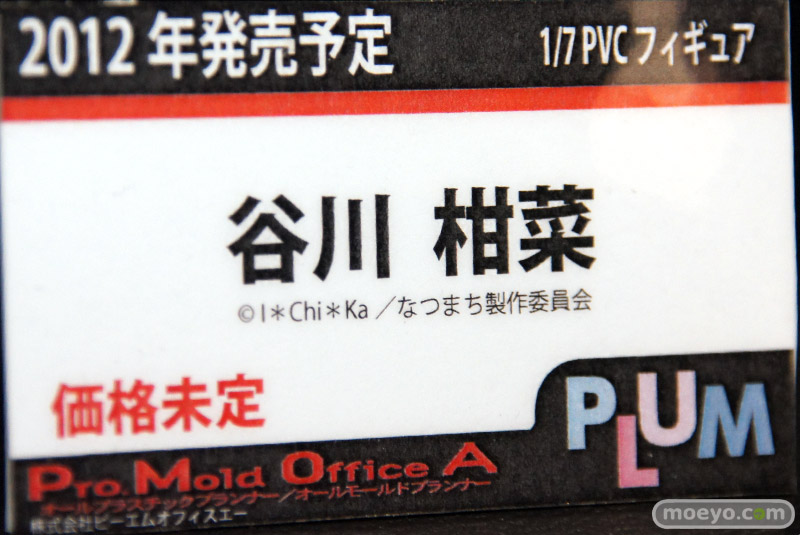 2012年発売予定 1/7 PVCフィギュア
谷川 柑菜
©I＊Chi＊Ka／なつまち製作委員会
価格未定
PLUM
Pro. Mold Office A
オールプラスチックプランナー／オールモールドプランナー
株式会社ピーエムオフィスエー
moeyo.com